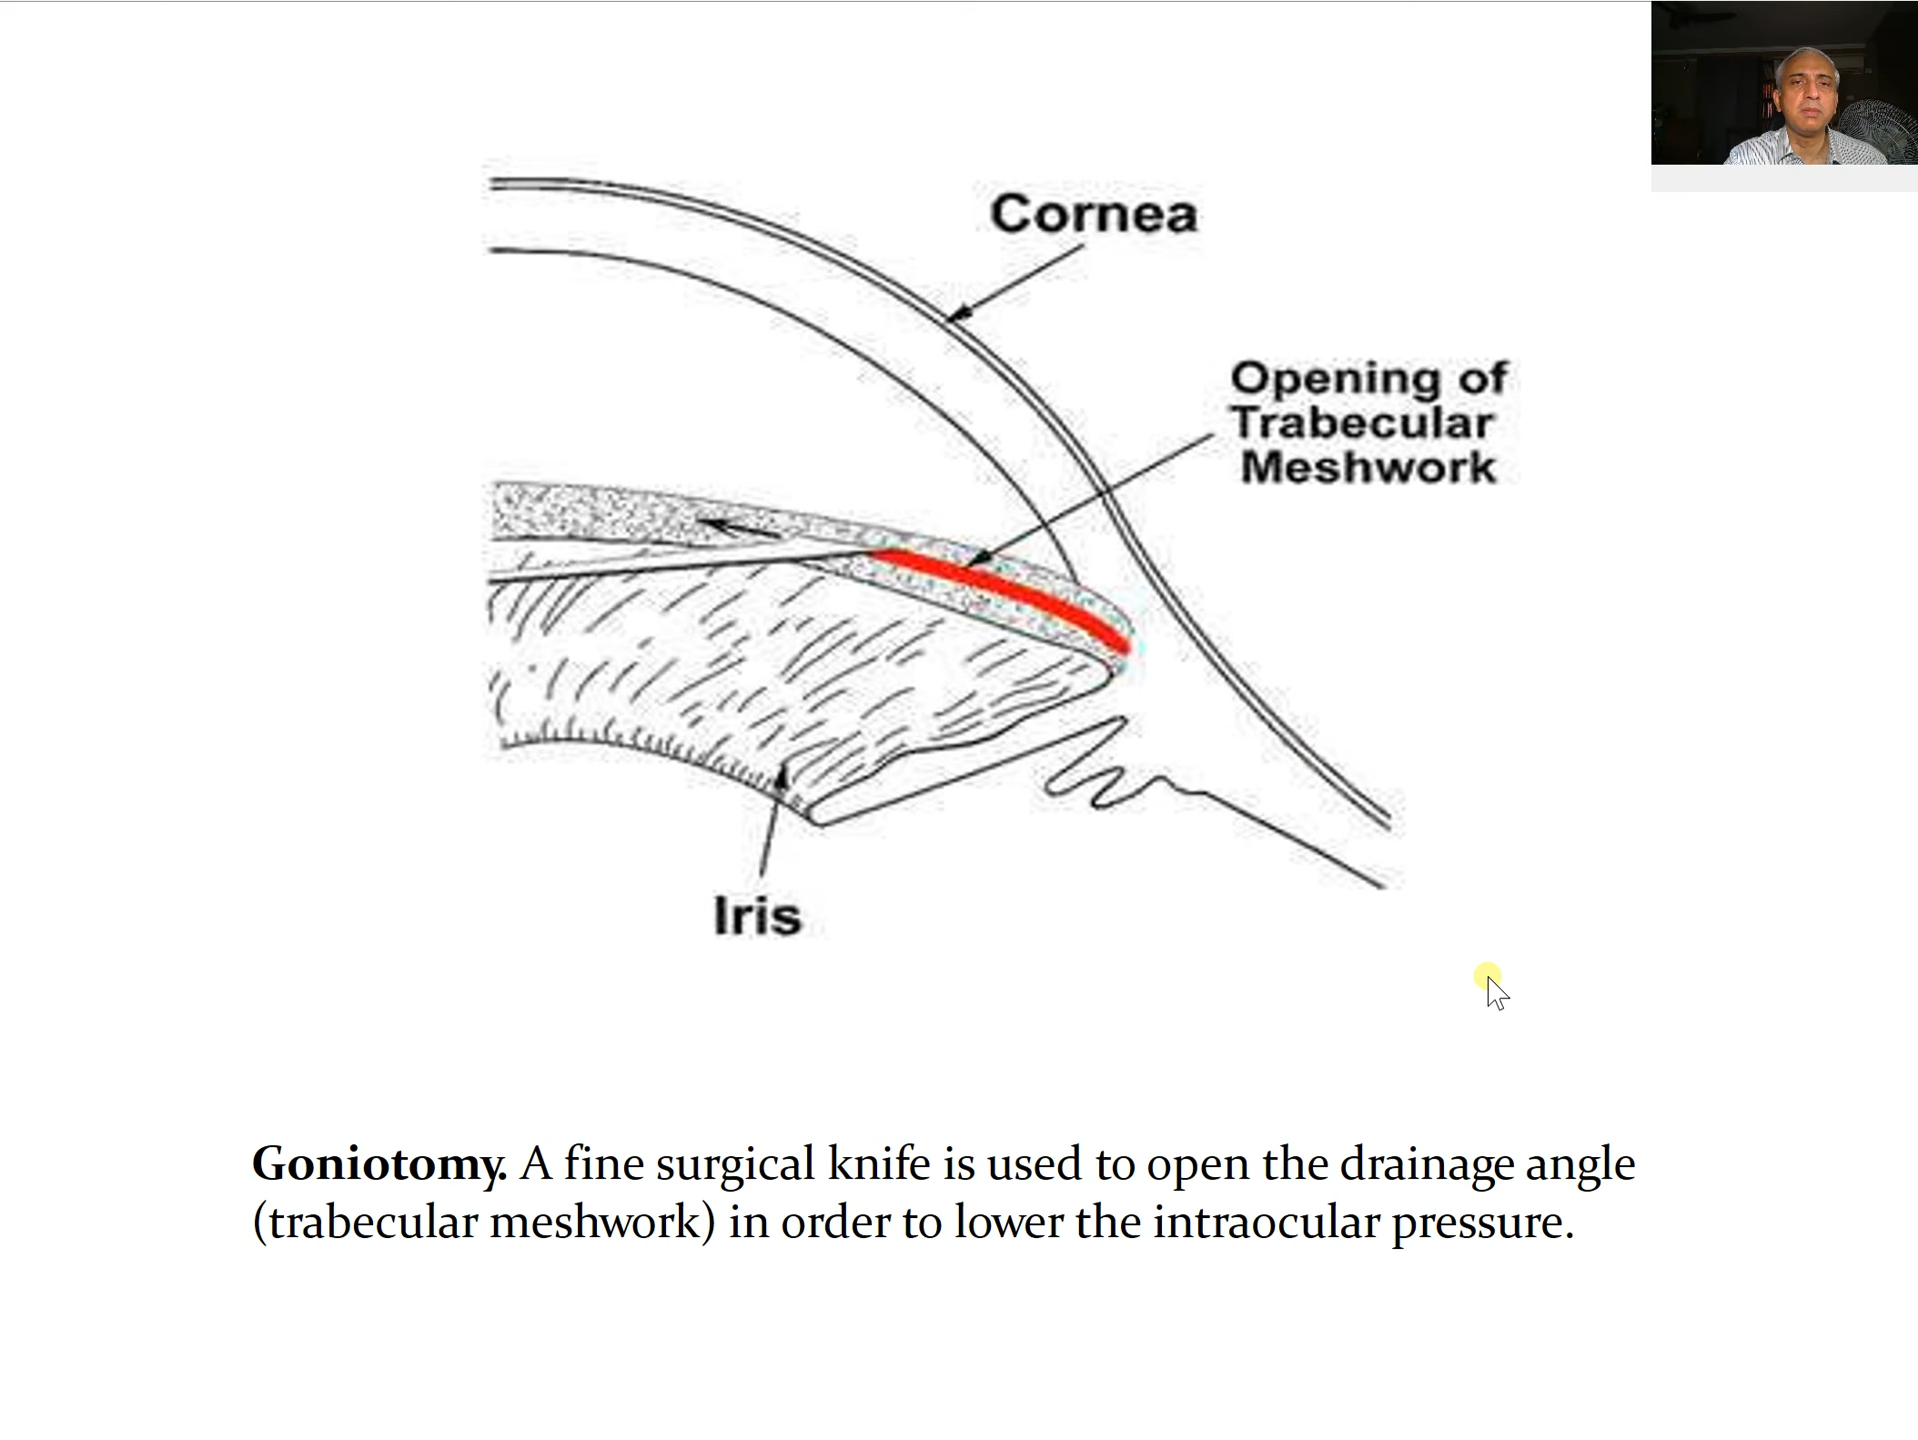 Cornea
Opening of
Trabecular
Meshwork
Iris
Goniotomy. A fine surgical knife is used to open the drainage angle
(trabecular meshwork) in order to lower the intraocular pressure.